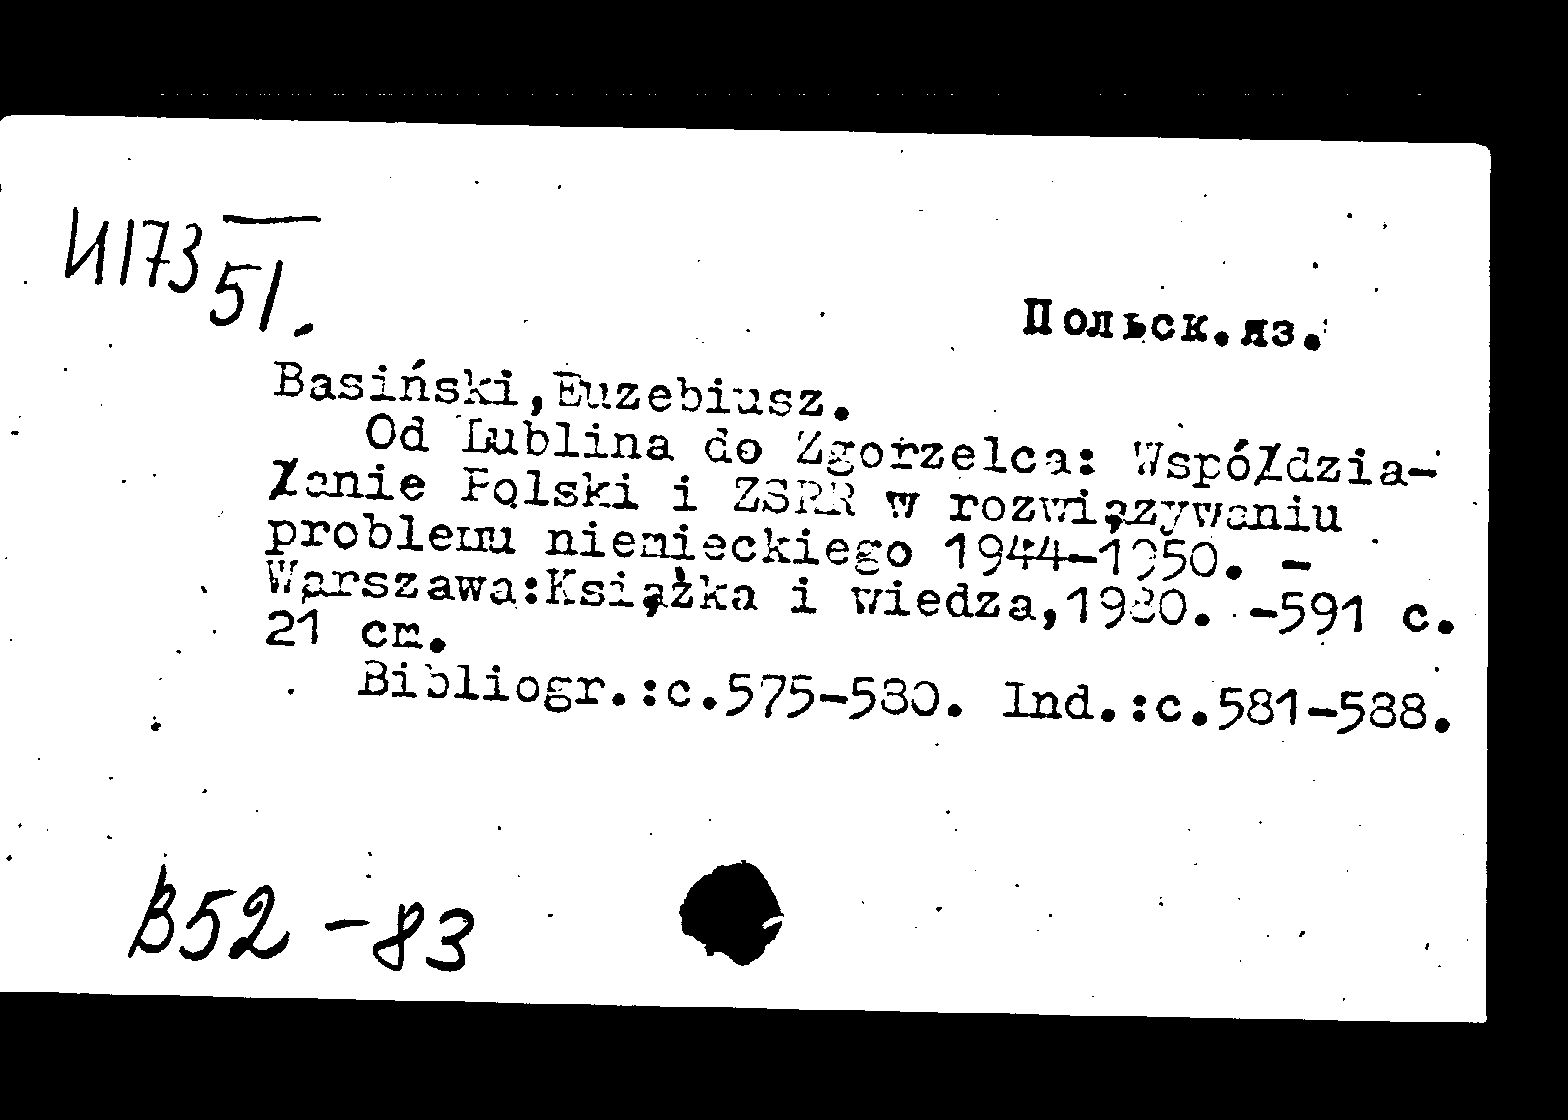 И173
51.
Польск.яз.
Basiński,Euzebiusz.
Od Lublina do Zgorzelca: Współdzia-
łanie Polski i ZSRR w rozwiązywaniu
problemu niemieckiego 1944-1950. -
Warszawa:Książka i wiedza,1980. -591 c.
21 cm.
Bibliogr.:c.575-580. Ind.:c.581-588.
B52-83